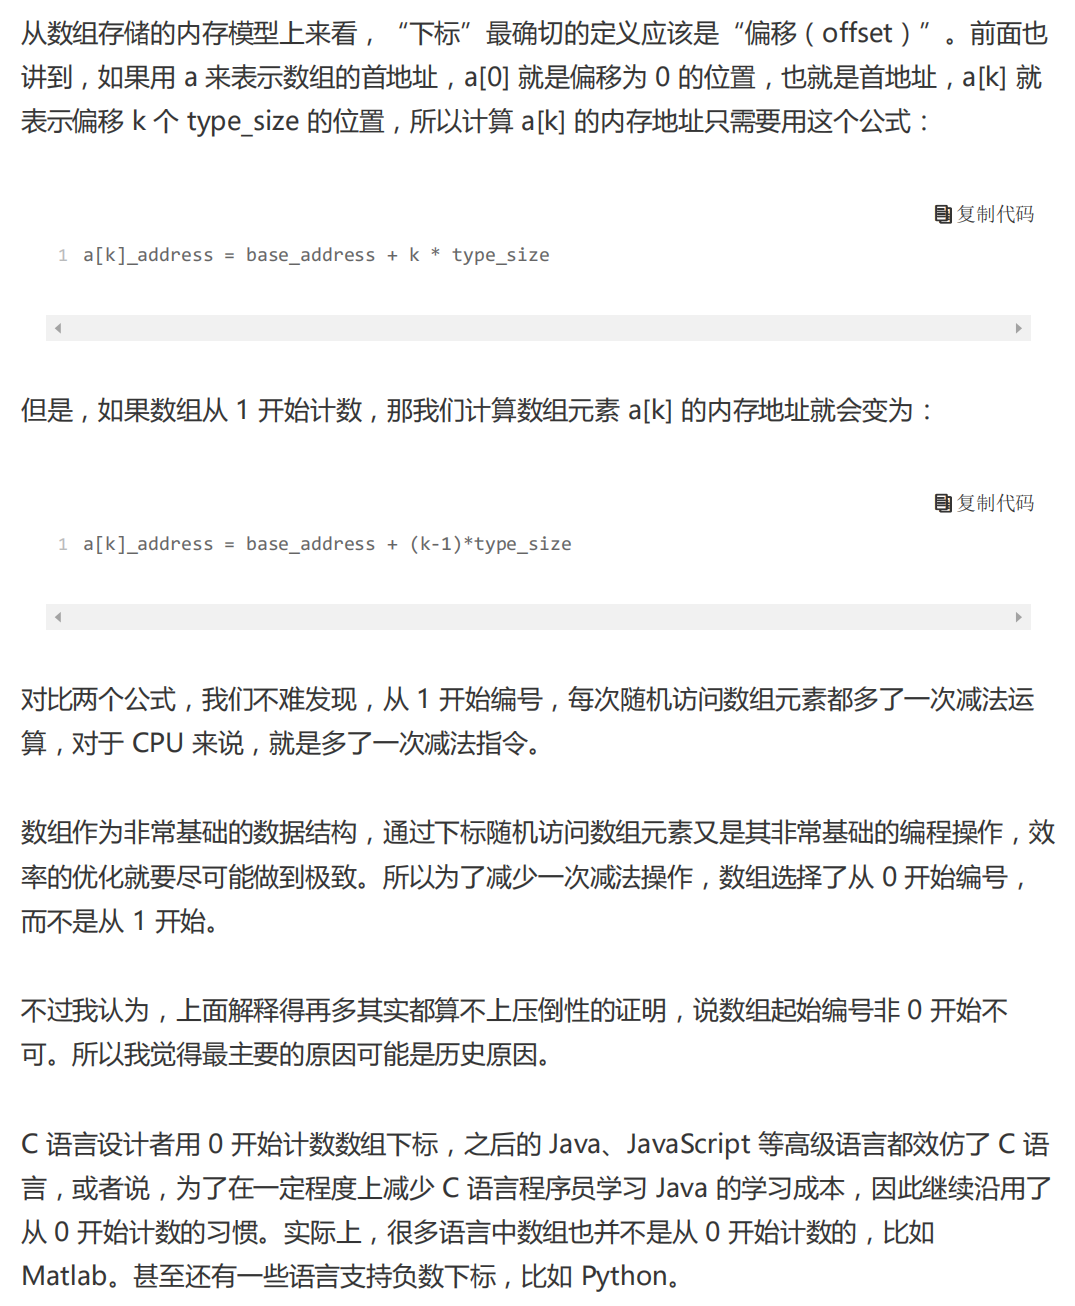 从数组存储的内存模型上来看，“下标”最确切的定义应该是“偏移（offset）”。前面也
讲到，如果用 a 来表示数组的首地址，a[0] 就是偏移为 0 的位置，也就是首地址，a[k] 就
表示偏移 k 个 type_size 的位置，所以计算 a[k] 的内存地址只需要用这个公式：
复制代码
1 a[k]_address = base_address + k * type_size
但是，如果数组从 1 开始计数，那我们计算数组元素 a[k] 的内存地址就会变为：
复制代码
1 a[k]_address = base_address + (k-1)*type_size
对比两个公式，我们不难发现，从 1 开始编号，每次随机访问数组元素都多了一次减法运
算，对于 CPU 来说，就是多了一次减法指令。
数组作为非常基础的数据结构，通过下标随机访问数组元素又是其非常基础的编程操作，效
率的优化就要尽可能做到极致。所以为了减少一次减法操作，数组选择了从 0 开始编号，
而不是从 1 开始。
不过我认为，上面解释得再多其实都算不上压倒性的证明，说数组起始编号非 0 开始不
可。所以我觉得最主要的原因可能是历史原因。
C 语言设计者用 0 开始计数数组下标，之后的 Java、JavaScript 等高级语言都效仿了 C 语
言，或者说，为了在一定程度上减少 C 语言程序员学习 Java 的学习成本，因此继续沿用了
从 0 开始计数的习惯。实际上，很多语言中数组也并不是从 0 开始计数的，比如
Matlab。甚至还有一些语言支持负数下标，比如 Python。